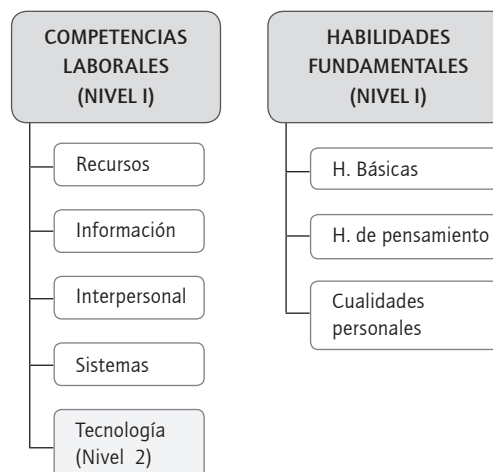 COMPETENCIAS
LABORALES
(NIVEL I)
Recursos
Información
Interpersonal
Sistemas
Tecnología
(Nivel 2)
HABILIDADES
FUNDAMENTALES
(NIVEL I)
H. Básicas
H. de pensamiento
Cualidades
personales